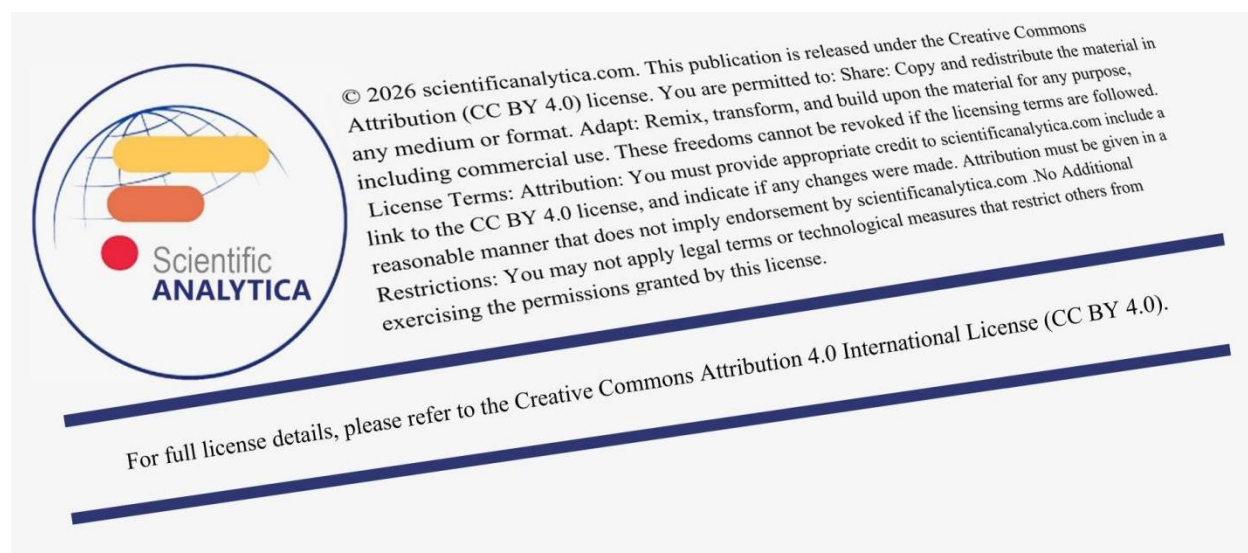 © 2026 scientificanalytica.com. This publication is released under the Creative Commons
Attribution (CC BY 4.0) license. You are permitted to: Share: Copy and redistribute the material in
any medium or format. Adapt: Remix, transform, and build upon the material for any purpose,
including commercial use. These freedoms cannot be revoked if the licensing terms are followed.
License Terms: Attribution: You must provide appropriate credit to scientificanalytica.com include a
link to the CC BY 4.0 license, and indicate if any changes were made. Attribution must be given in a
reasonable manner that does not imply endorsement by scientificanalytica.com .No Additional
Restrictions: You may not apply legal terms or technological measures that restrict others from
exercising the permissions granted by this license.
Scientific
ANALYTICA
For full license details, please refer to the Creative Commons Attribution 4.0 International License (CC BY 4.0).